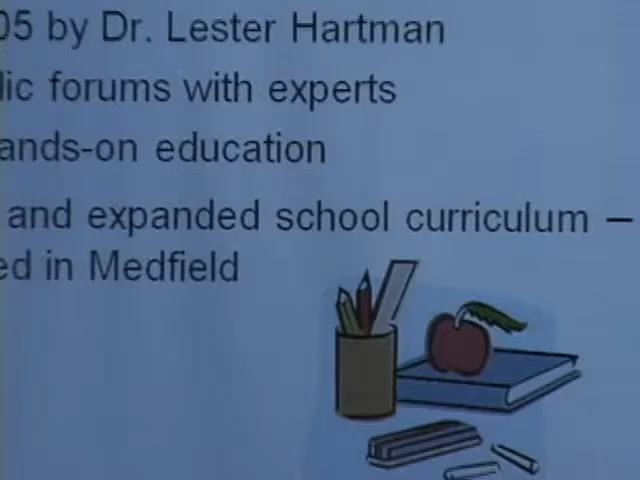 05 by Dr. Lester Hartman
lic forums with experts
ands-on education
and expanded school curriculum –
ed in Medfield